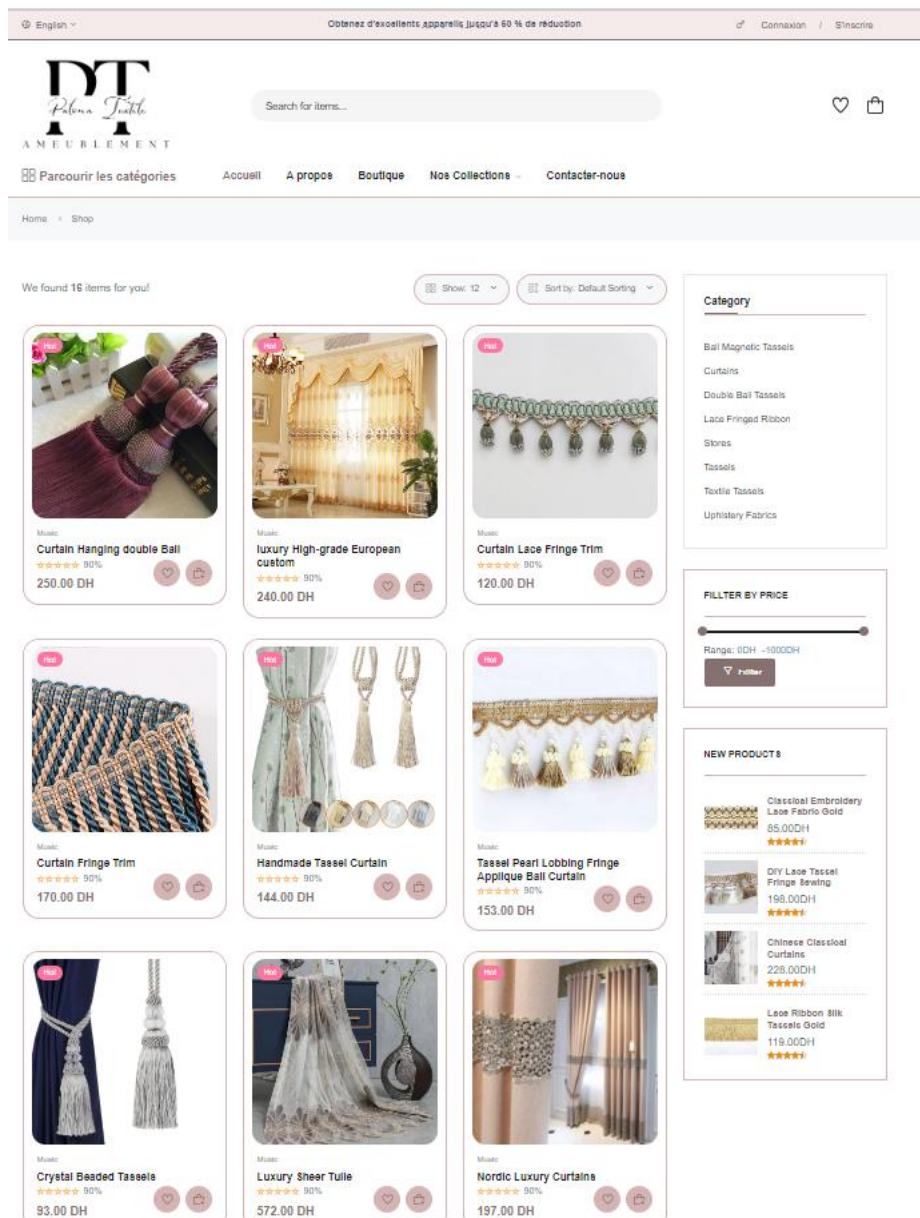 English
Obtenez d'excellents appareils jusqu'à 60 % de réduction
Connexion / S'inscrire
PT
Paloma Textile
AMEUBLEMENT
Search for items...
Parcourir les catégories
Accueil
A propos
Boutique
Nos Collections
Contacter-nous
Home
Shop
We found 16 items for you!
Show: 12
Sort by: Default Sorting
Hot
Music
Curtain Hanging double Ball
90%
250.00 DH
Hot
Music
luxury High-grade European
custom
90%
240.00 DH
Hot
Music
Curtain Lace Fringe Trim
90%
120.00 DH
Hot
Music
Curtain Fringe Trim
90%
170.00 DH
Hot
Music
Handmade Tassel Curtain
90%
144.00 DH
Hot
Music
Tassel Pearl Lobbing Fringe
Applique Ball Curtain
90%
153.00 DH
Hot
Music
Crystal Beaded Tassels
90%
93.00 DH
Hot
Music
Luxury Sheer Tulle
90%
572.00 DH
Hot
Music
Nordic Luxury Curtains
90%
197.00 DH
Category
Ball Magnetic Tassels
Curtains
Double Ball Tassels
Lace Fringed Ribbon
Stores
Tassels
Textile Tassels
Uphlstery Fabrics
FILLTER BY PRICE
Range: 0DH -1000DH
Fillter
NEW PRODUCTS
Classical Embroidery
Lace Fabric Gold
85.00DH
DIY Lace Tassel
Fringe Sewing
198.00DH
Chinese Classical
Curtains
228.00DH
Lace Ribbon Silk
Tassels Gold
119.00DH